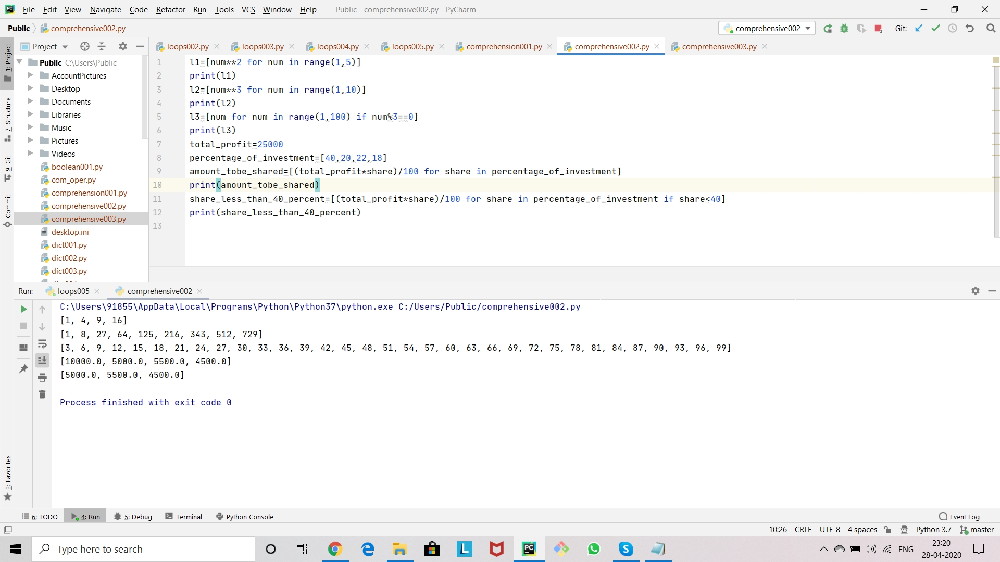 File Edit View Navigate Code Refactor Run Tools VCS Window Help Public - comprehensive002.py - PyCharm
Public comprehensive002.py comprehensive002 Git:
Project loops002.py loops003.py loops004.py loops005.py comprehension001.py comprehensive002.py comprehensive003.py
1: Project
7: Structure
9: Git
Commit
2: Favorites
Public C:\Users\Public
AccountPictures
Desktop
Documents
Libraries
Music
Pictures
Videos
boolean001.py
com_oper.py
comprehension001.py
comprehensive002.py
comprehensive003.py
desktop.ini
dict001.py
dict002.py
dict003.py
1 l1=[num**2 for num in range(1,5)]
2 print(l1)
3 l2=[num**3 for num in range(1,10)]
4 print(l2)
5 l3=[num for num in range(1,100) if num%3==0]
6 print(l3)
7 total_profit=25000
8 percentage_of_investment=[40,20,22,18]
9 amount_tobe_shared=[(total_profit*share)/100 for share in percentage_of_investment]
10 print(amount_tobe_shared)
11 share_less_than_40_percent=[(total_profit*share)/100 for share in percentage_of_investment if share<40]
12 print(share_less_than_40_percent)
13
Run: loops005 comprehensive002
C:\Users\91855\AppData\Local\Programs\Python\Python37\python.exe C:/Users/Public/comprehensive002.py
[1, 4, 9, 16]
[1, 8, 27, 64, 125, 216, 343, 512, 729]
[3, 6, 9, 12, 15, 18, 21, 24, 27, 30, 33, 36, 39, 42, 45, 48, 51, 54, 57, 60, 63, 66, 69, 72, 75, 78, 81, 84, 87, 90, 93, 96, 99]
[10000.0, 5000.0, 5500.0, 4500.0]
[5000.0, 5500.0, 4500.0]
Process finished with exit code 0
6: TODO 4: Run 5: Debug Terminal Python Console Event Log
10:26 CRLF UTF-8 4 spaces Python 3.7 master
Type here to search ENG 23:20
28-04-2020